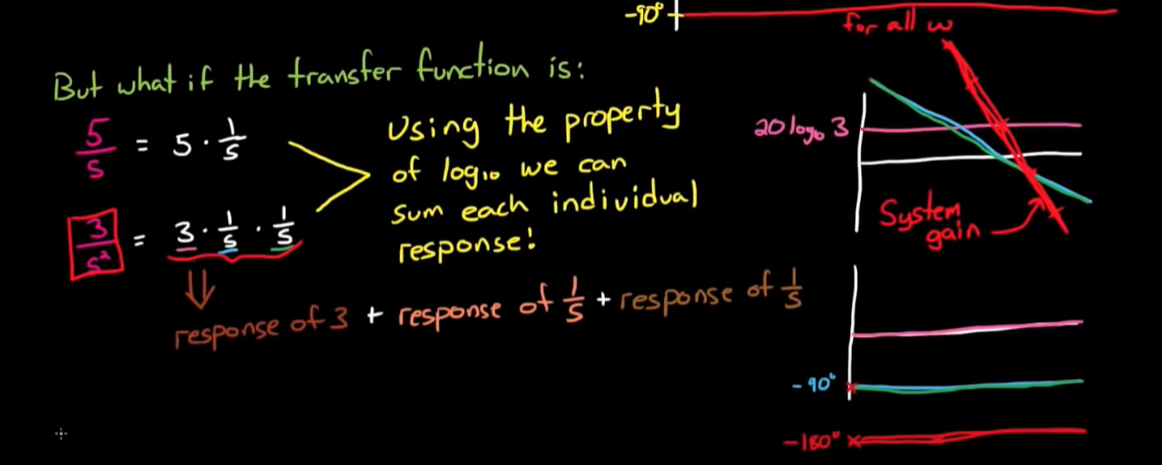 -90°
for all ω
But what if the transfer function is:
5/s = 5 · 1/s
3/s² = 3 · 1/s · 1/s
Using the property
of log₁₀ we can
sum each individual
response!
⇓
response of 3 + response of 1/s + response of 1/s
20 log₁₀ 3
System
gain
-90°
-180°